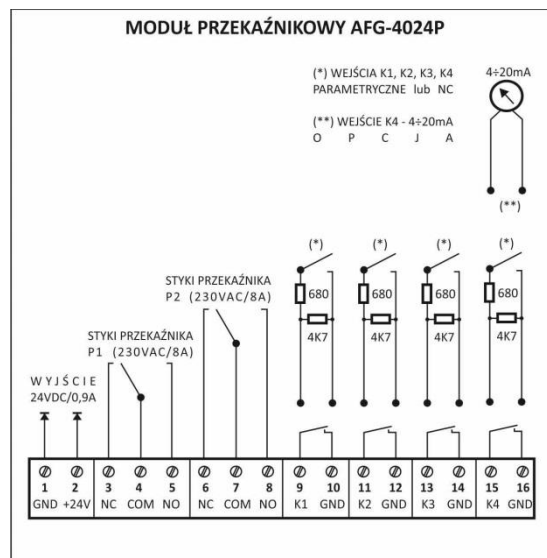 MODUŁ PRZEKAŹNIKOWY AFG-4024P
(*) WEJŚCIA K1, K2, K3, K4
PARAMETRYCZNE lub NC
4÷20mA
(**) WEJŚCIE K4 - 4÷20mA
O P C J A
(**)
(*) (*) (*) (*)
STYKI PRZEKAŹNIKA
P2 (230VAC/8A)
680 680 680 680
STYKI PRZEKAŹNIKA
P1 (230VAC/8A)
4K7 4K7 4K7 4K7
WYJŚCIE
24VDC/0,9A
1 2 3 4 5 6 7 8 9 10 11 12 13 14 15 16
GND +24V NC COM NO NC COM NO K1 GND K2 GND K3 GND K4 GND